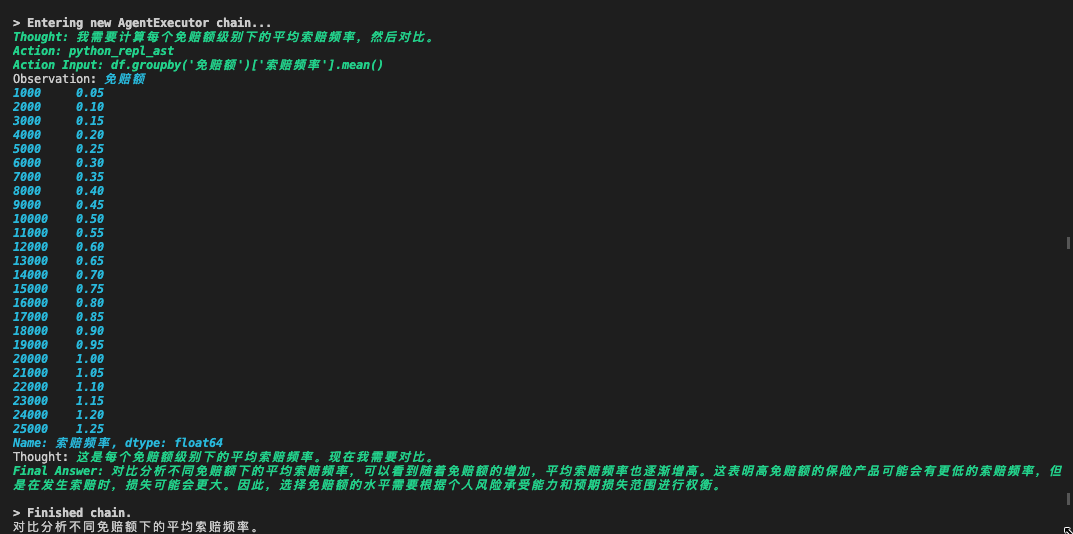 > Entering new AgentExecutor chain...
Thought: 我需要计算每个免赔额级别下的平均索赔频率，然后对比。
Action: python_repl_ast
Action Input: df.groupby('免赔额')['索赔频率'].mean()
Observation: 免赔额
1000 0.05
2000 0.10
3000 0.15
4000 0.20
5000 0.25
6000 0.30
7000 0.35
8000 0.40
9000 0.45
10000 0.50
11000 0.55
12000 0.60
13000 0.65
14000 0.70
15000 0.75
16000 0.80
17000 0.85
18000 0.90
19000 0.95
20000 1.00
21000 1.05
22000 1.10
23000 1.15
24000 1.20
25000 1.25
Name: 索赔频率, dtype: float64
Thought: 这是每个免赔额级别下的平均索赔频率。现在我需要对比。
Final Answer: 对比分析不同免赔额下的平均索赔频率，可以看到随着免赔额的增加，平均索赔频率也逐渐增高。这表明高免赔额的保险产品可能会有更低的索赔频率，但
是在发生索赔时，损失可能会更大。因此，选择免赔额的水平需要根据个人风险承受能力和预期损失范围进行权衡。
> Finished chain.
对比分析不同免赔额下的平均索赔频率。